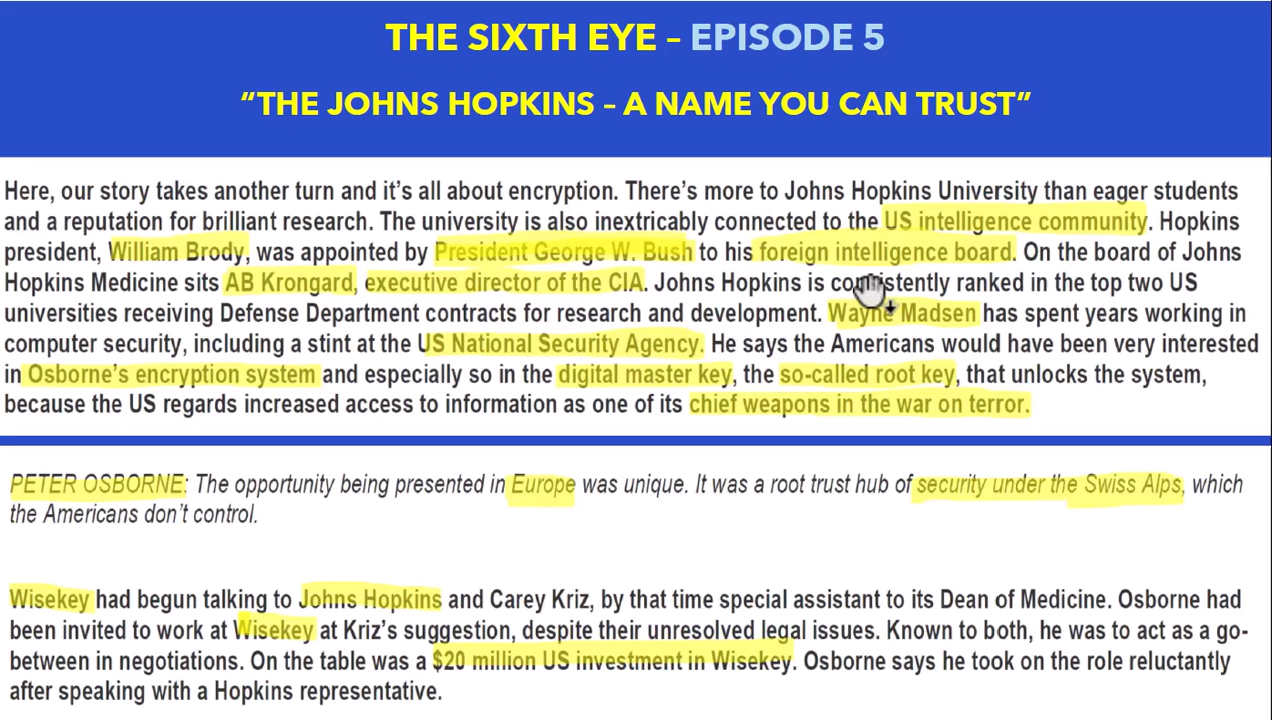 THE SIXTH EYE – EPISODE 5
“THE JOHNS HOPKINS – A NAME YOU CAN TRUST”
Here, our story takes another turn and it’s all about encryption. There’s more to Johns Hopkins University than eager students
and a reputation for brilliant research. The university is also inextricably connected to the US intelligence community. Hopkins
president, William Brody, was appointed by President George W. Bush to his foreign intelligence board. On the board of Johns
Hopkins Medicine sits AB Krongard, executive director of the CIA. Johns Hopkins is consistently ranked in the top two US
universities receiving Defense Department contracts for research and development. Wayne Madsen has spent years working in
computer security, including a stint at the US National Security Agency. He says the Americans would have been very interested
in Osborne’s encryption system and especially so in the digital master key, the so-called root key, that unlocks the system,
because the US regards increased access to information as one of its chief weapons in the war on terror.
PETER OSBORNE: The opportunity being presented in Europe was unique. It was a root trust hub of security under the Swiss Alps, which
the Americans don’t control.
Wisekey had begun talking to Johns Hopkins and Carey Kriz, by that time special assistant to its Dean of Medicine. Osborne had
been invited to work at Wisekey at Kriz’s suggestion, despite their unresolved legal issues. Known to both, he was to act as a go-
between in negotiations. On the table was a $20 million US investment in Wisekey. Osborne says he took on the role reluctantly
after speaking with a Hopkins representative.